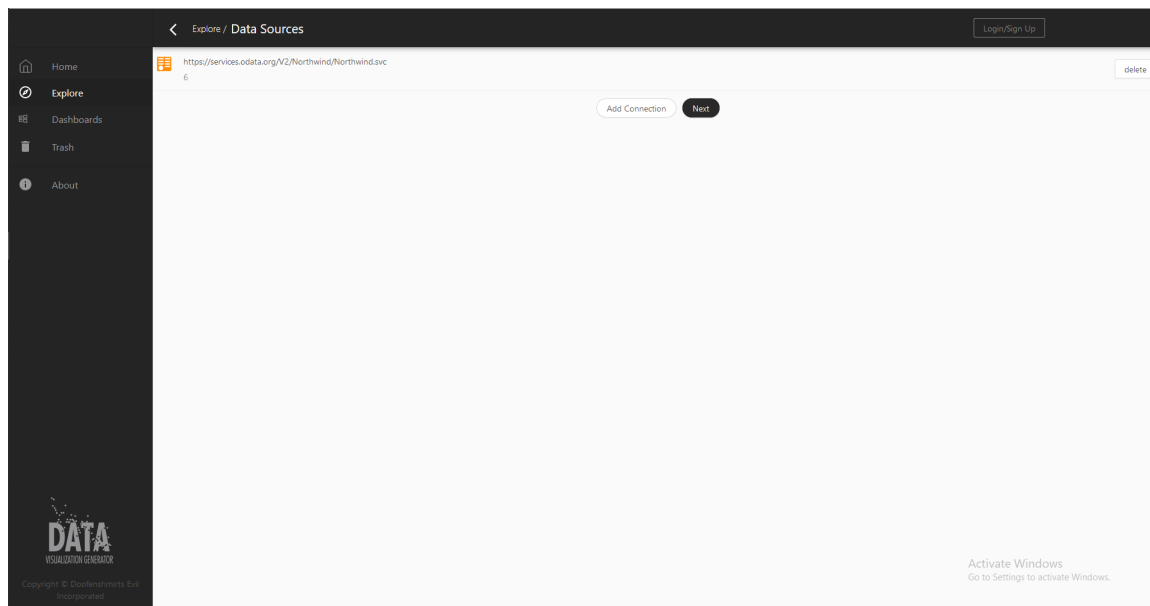 Explore / Data Sources
Login/Sign Up
Home
Explore
Dashboards
Trash
About
https://services.odata.org/V2/Northwind/Northwind.svc
6
delete
Add Connection
Next
DATA
VISUALIZATION GENERATOR
Copyright © Doofenshmirts Evil
Incorporated
Activate Windows
Go to Settings to activate Windows.